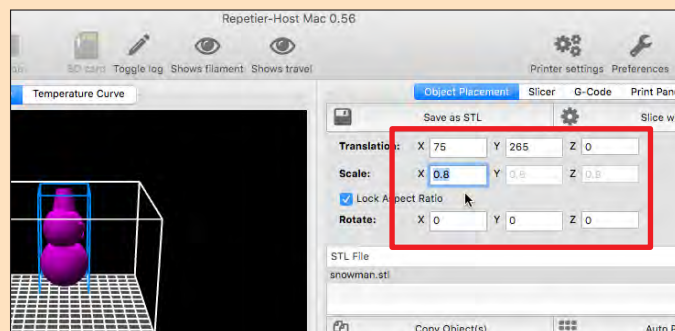 Repetier-Host Mac 0.56
SD card Toggle log Shows filament Shows travel Printer settings Preferences
Temperature Curve Object Placement Slicer G-Code Print Pan
Save as STL Slice w
Translation: X 75 Y 265 Z 0
Scale: X 0.8 Y 0.8 Z 0.8
Lock Aspect Ratio
Rotate: X 0 Y 0 Z 0
STL File
snowman.stl
Copy Object(s) Auto P